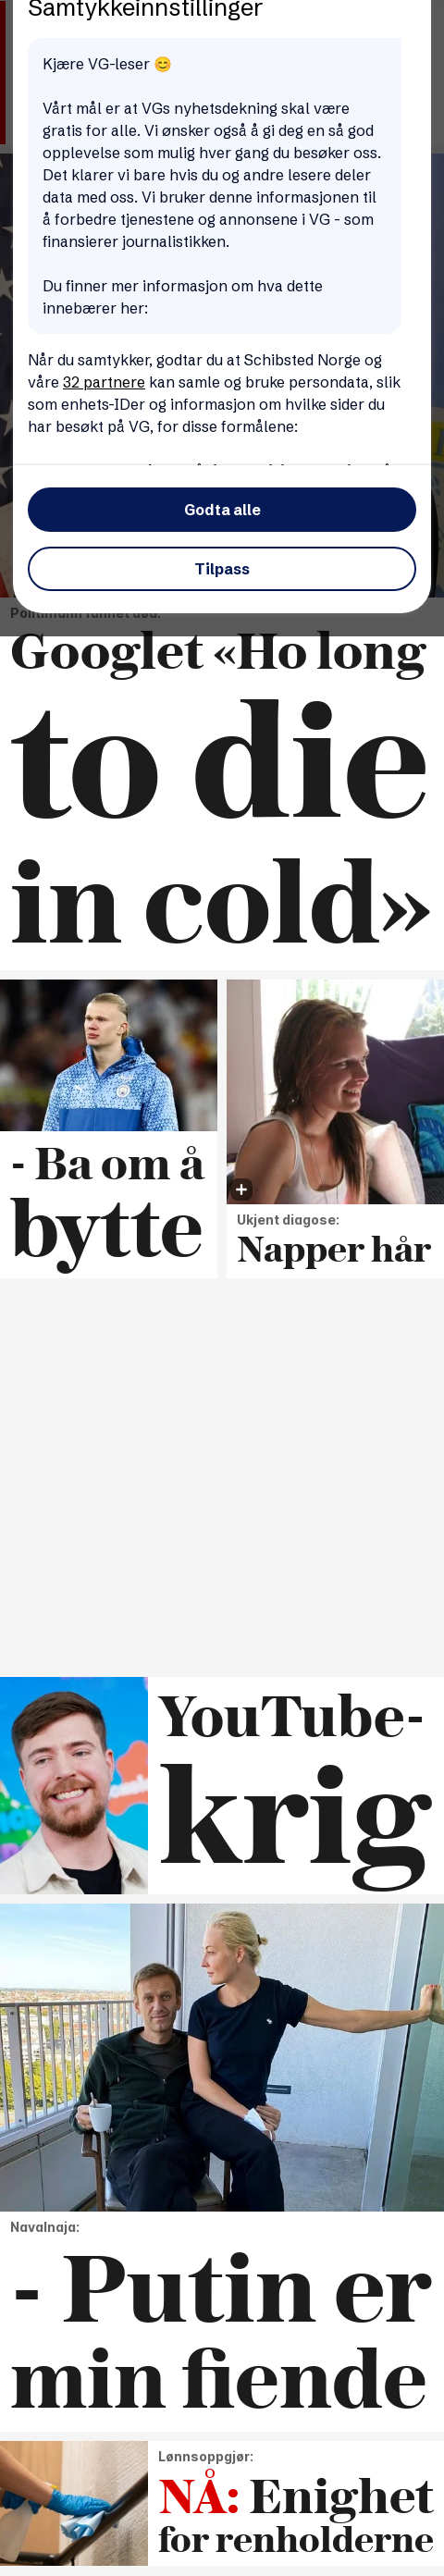 Samtykkeinnstillinger
Kjære VG-leser 😊
Vårt mål er at VGs nyhetsdekning skal være
gratis for alle. Vi ønsker også å gi deg en så god
opplevelse som mulig hver gang du besøker oss.
Det klarer vi bare hvis du og andre lesere deler
data med oss. Vi bruker denne informasjonen til
å forbedre tjenestene og annonsene i VG - som
finansierer journalistikken.
Du finner mer informasjon om hva dette
innebærer her:
Når du samtykker, godtar du at Schibsted Norge og
våre 32 partnere kan samle og bruke persondata, slik
som enhets-IDer og informasjon om hvilke sider du
har besøkt på VG, for disse formålene:
Godta alle
Tilpass
Politimann funnet død:
Googlet «Ho long
to die
in cold»
- Ba om å
bytte
Ukjent diagose:
Napper hår
YouTube-
krig
Navalnaja:
- Putin er
min fiende
Lønnsoppgjør:
NÅ: Enighet
for renholderne